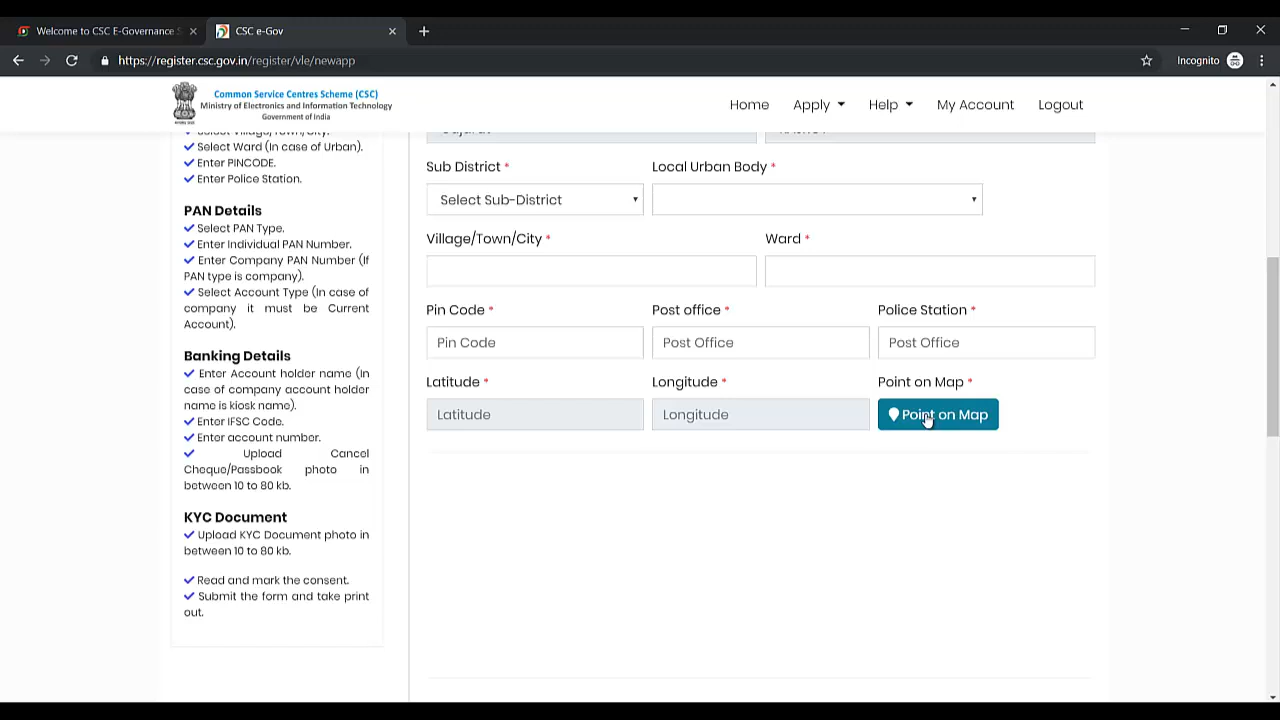 Welcome to CSC E-Governance S
CSC e-Gov
https://register.csc.gov.in/register/vle/newapp
Incognito
Common Service Centres Scheme (CSC)
Ministry of Electronics and Information Technology
Government of India
Home
Apply
Help
My Account
Logout
Select Village/Town/City.
Select Ward (In case of Urban).
Enter PINCODE.
Enter Police Station.
PAN Details
Select PAN Type.
Enter Individual PAN Number.
Enter Company PAN Number (If
PAN type is company).
Select Account Type (In case of
company it must be Current
Account).
Banking Details
Enter Account holder name (In
case of company account holder
name is kiosk name).
Enter IFSC Code.
Enter account number.
Upload Cancel
Cheque/Passbook photo in
between 10 to 80 kb.
KYC Document
Upload KYC Document photo in
between 10 to 80 kb.
Read and mark the consent.
Submit the form and take print
out.
Gujarat
Sub District *
Local Urban Body *
Select Sub-District
Village/Town/City *
Ward *
Pin Code *
Post office *
Police Station *
Pin Code
Post Office
Post Office
Latitude *
Longitude *
Point on Map *
Latitude
Longitude
Point on Map